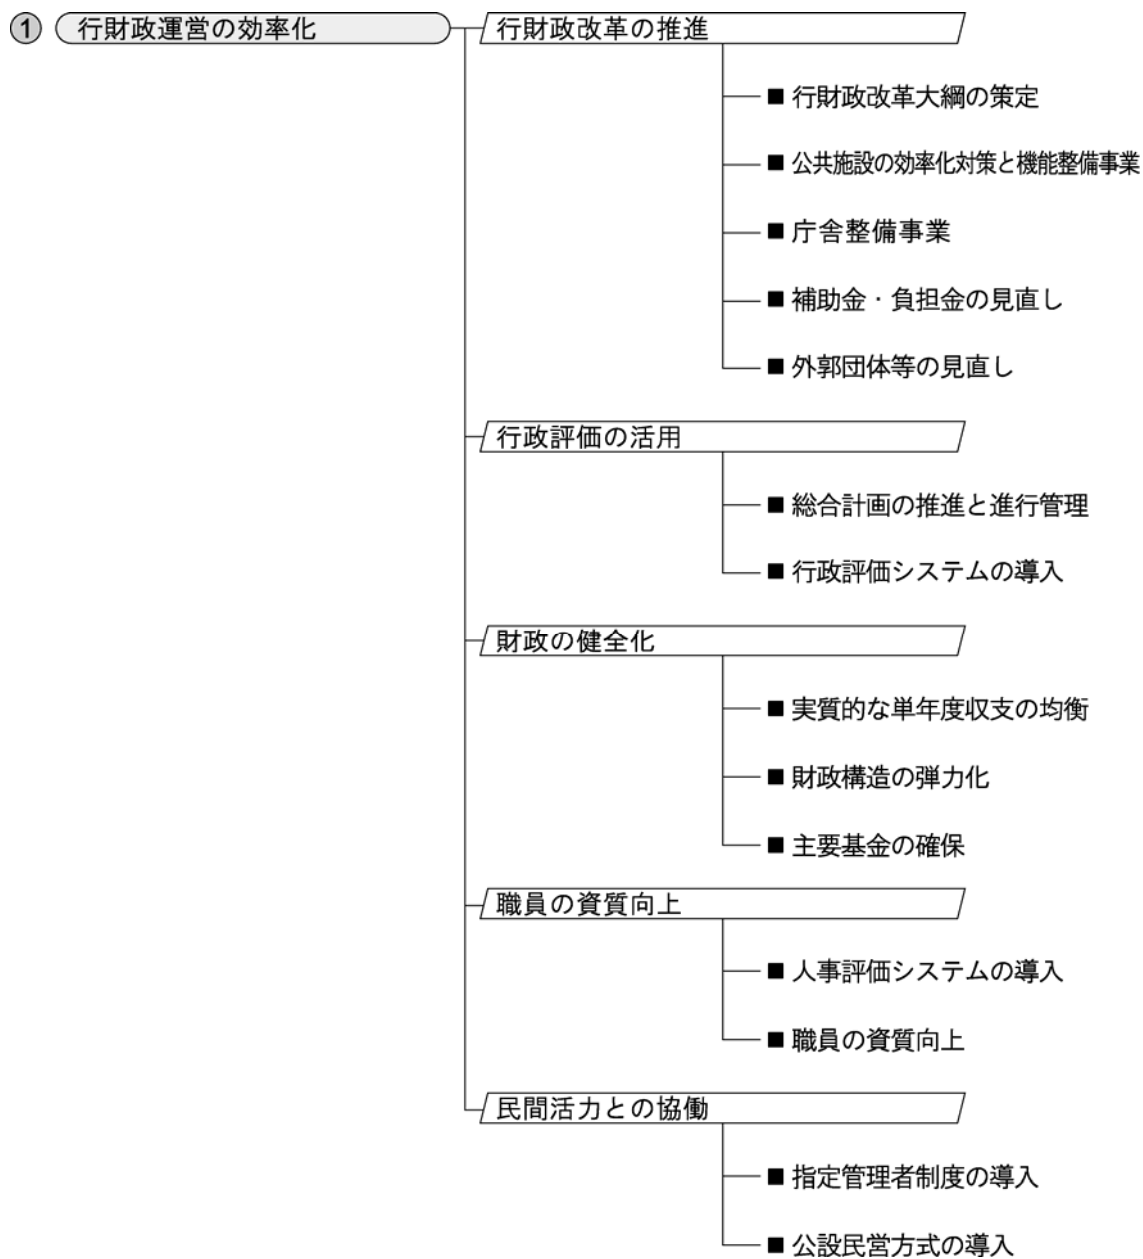 ① 行財政運営の効率化 行財政改革の推進
■ 行財政改革大綱の策定
■ 公共施設の効率化対策と機能整備事業
■ 庁舎整備事業
■ 補助金・負担金の見直し
■ 外郭団体等の見直し
行政評価の活用
■ 総合計画の推進と進行管理
■ 行政評価システムの導入
財政の健全化
■ 実質的な単年度収支の均衡
■ 財政構造の弾力化
■ 主要基金の確保
職員の資質向上
■ 人事評価システムの導入
■ 職員の資質向上
民間活力との協働
■ 指定管理者制度の導入
■ 公設民営方式の導入